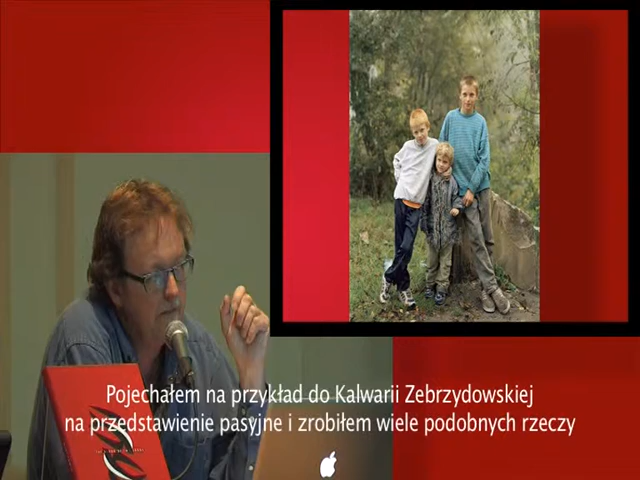 Pojechałem na przykład do Kalwarii Zebrzydowskiej
na przedstawienie pasyjne i zrobiłem wiele podobnych rzeczy